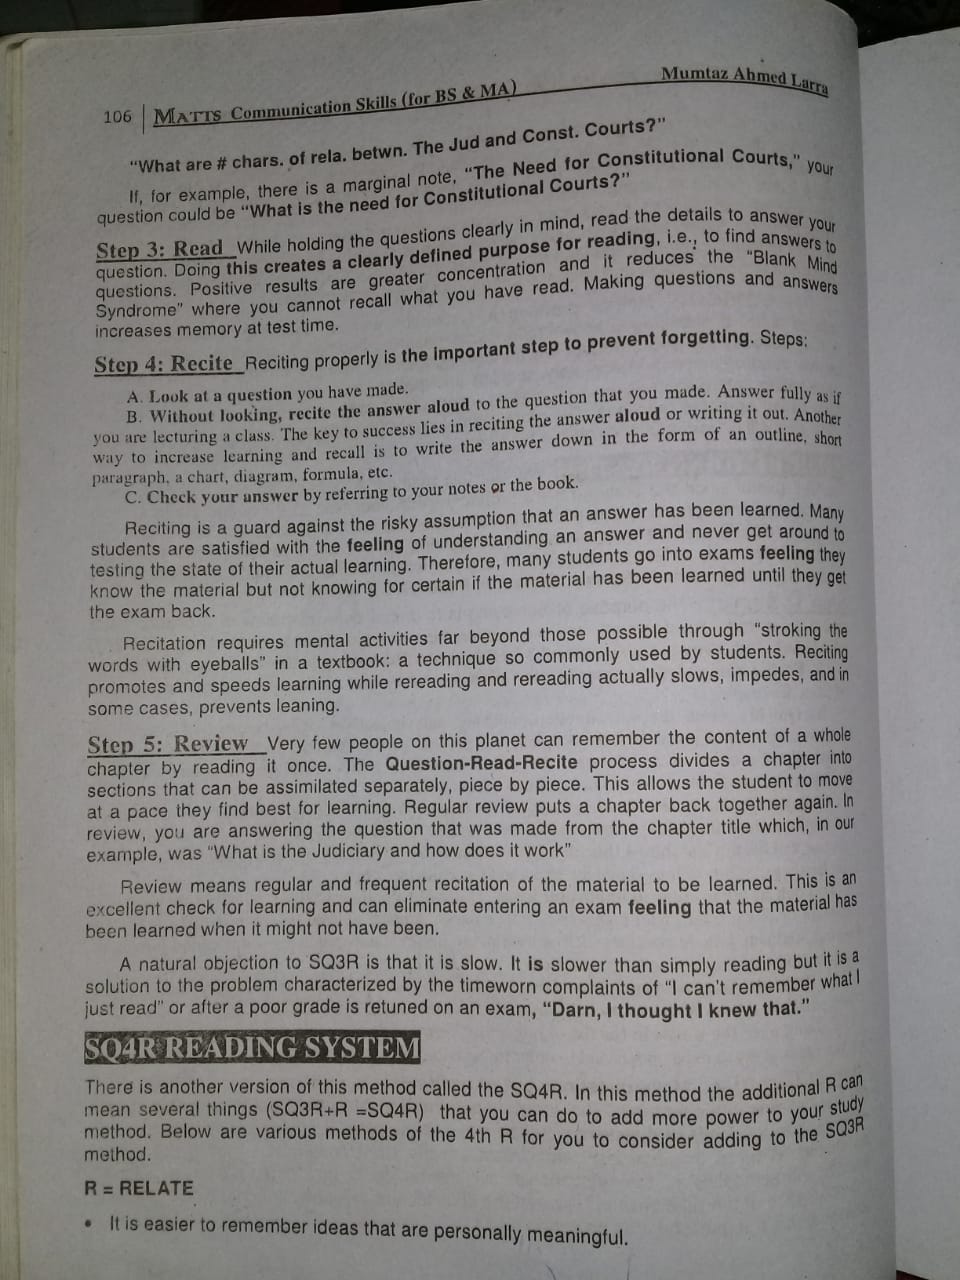 106 | MATTS Communication Skills (for BS & MA) Mumtaz Ahmed Larra
"What are # chars. of rela. betwn. The Jud and Const. Courts?"
If, for example, there is a marginal note, "The Need for Constitutional Courts," your
question could be "What is the need for Constitutional Courts?"
Step 3: Read While holding the questions clearly in mind, read the details to answer your
question. Doing this creates a clearly defined purpose for reading, i.e., to find answers to
questions. Positive results are greater concentration and it reduces the "Blank Mind
Syndrome" where you cannot recall what you have read. Making questions and answers
increases memory at test time.
Step 4: Recite Reciting properly is the important step to prevent forgetting. Steps:
A. Look at a question you have made.
B. Without looking, recite the answer aloud to the question that you made. Answer fully as if
you are lecturing a class. The key to success lies in reciting the answer aloud or writing it out. Another
way to increase learning and recall is to write the answer down in the form of an outline, short
paragraph, a chart, diagram, formula, etc.
C. Check your answer by referring to your notes or the book.
Reciting is a guard against the risky assumption that an answer has been learned. Many
students are satisfied with the feeling of understanding an answer and never get around to
testing the state of their actual learning. Therefore, many students go into exams feeling they
know the material but not knowing for certain if the material has been learned until they get
the exam back.
Recitation requires mental activities far beyond those possible through "stroking the
words with eyeballs" in a textbook: a technique so commonly used by students. Reciting
promotes and speeds learning while rereading and rereading actually slows, impedes, and in
some cases, prevents leaning.
Step 5: Review Very few people on this planet can remember the content of a whole
chapter by reading it once. The Question-Read-Recite process divides a chapter into
sections that can be assimilated separately, piece by piece. This allows the student to move
at a pace they find best for learning. Regular review puts a chapter back together again. In
review, you are answering the question that was made from the chapter title which, in our
example, was "What is the Judiciary and how does it work"
Review means regular and frequent recitation of the material to be learned. This is an
excellent check for learning and can eliminate entering an exam feeling that the material has
been learned when it might not have been.
A natural objection to SQ3R is that it is slow. It is slower than simply reading but it is a
solution to the problem characterized by the timeworn complaints of "I can't remember what I
just read" or after a poor grade is retuned on an exam, "Darn, I thought I knew that."
SQ4R READING SYSTEM
There is another version of this method called the SQ4R. In this method the additional R can
mean several things (SQ3R+R =SQ4R) that you can do to add more power to your study
method. Below are various methods of the 4th R for you to consider adding to the SQ3R
method.
R = RELATE
• It is easier to remember ideas that are personally meaningful.